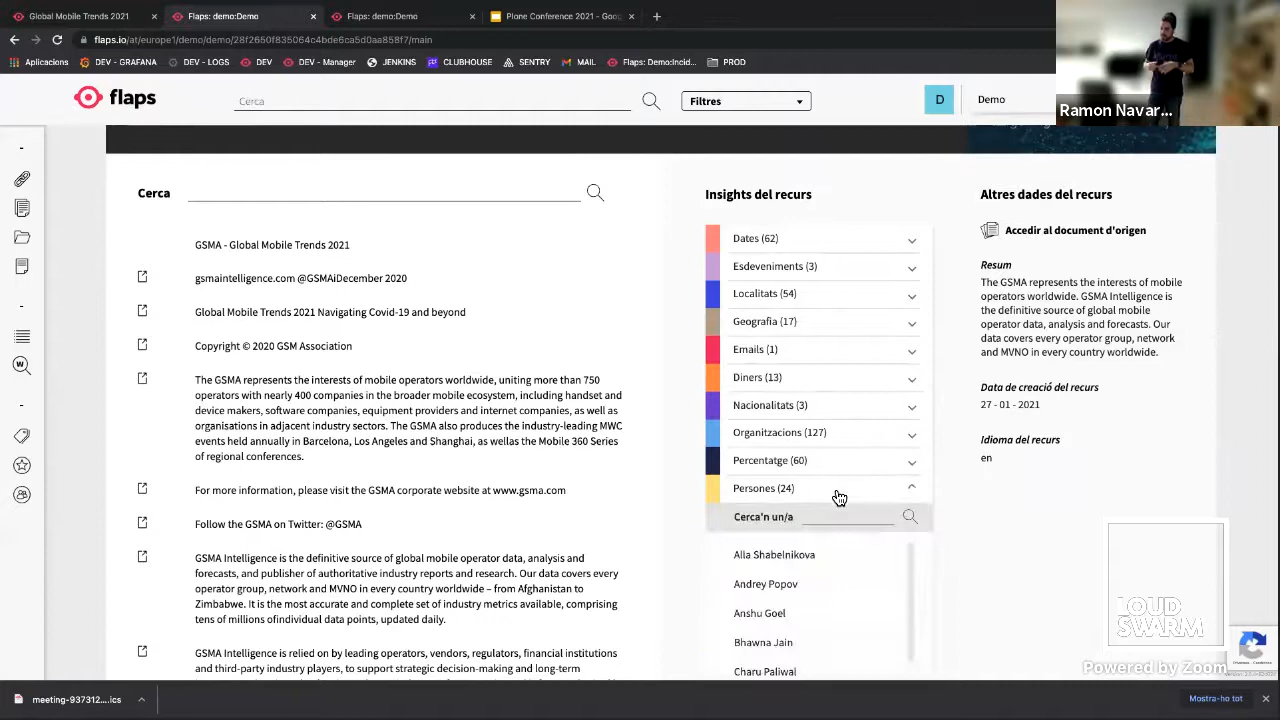 Global Mobile Trends 2021
Flaps: demo:Demo
Flaps: demo:Demo
Plone Conference 2021 - Goo
flaps.io/at/europe1/demo/demo/28f2650f835064c4bde6ca5d0aa858f7/main
Aplicacions
DEV - GRAFANA
DEV - LOGS
DEV
DEV - Manager
JENKINS
CLUBHOUSE
SENTRY
MAIL
Flaps: Demo:Incid...
PROD
Ramon Navar...
flaps
Cerca
Filtres
D
Demo
Cerca
GSMA - Global Mobile Trends 2021
gsmaintelligence.com @GSMAiDecember 2020
Global Mobile Trends 2021 Navigating Covid-19 and beyond
Copyright © 2020 GSM Association
The GSMA represents the interests of mobile operators worldwide, uniting more than 750
operators with nearly 400 companies in the broader mobile ecosystem, including handset and
device makers, software companies, equipment providers and internet companies, as well as
organisations in adjacent industry sectors. The GSMA also produces the industry-leading MWC
events held annually in Barcelona, Los Angeles and Shanghai, as wellas the Mobile 360 Series
of regional conferences.
For more information, please visit the GSMA corporate website at www.gsma.com
Follow the GSMA on Twitter: @GSMA
GSMA Intelligence is the definitive source of global mobile operator data, analysis and
forecasts, and publisher of authoritative industry reports and research. Our data covers every
operator group, network and MVNO in every country worldwide – from Afghanistan to
Zimbabwe. It is the most accurate and complete set of industry metrics available, comprising
tens of millions ofindividual data points, updated daily.
GSMA Intelligence is relied on by leading operators, vendors, regulators, financial institutions
and third-party industry players, to support strategic decision-making and long-term
Insights del recurs
Dates (62)
Esdeveniments (3)
Localitats (54)
Geografia (17)
Emails (1)
Diners (13)
Nacionalitats (3)
Organitzacions (127)
Percentatge (60)
Persones (24)
Cerca'n un/a
Alla Shabelnikova
Andrey Popov
Anshu Goel
Bhawna Jain
Charu Paliwal
Altres dades del recurs
Accedir al document d'origen
Resum
The GSMA represents the interests of mobile
operators worldwide. GSMA Intelligence is
the definitive source of global mobile
operator data, analysis and forecasts. Our
data covers every operator group, network
and MVNO in every country worldwide.
Data de creació del recurs
27 - 01 - 2021
Idioma del recurs
en
LOUD
SWARM
Powered by Zoom
meeting-937312....ics
Mostra-ho tot